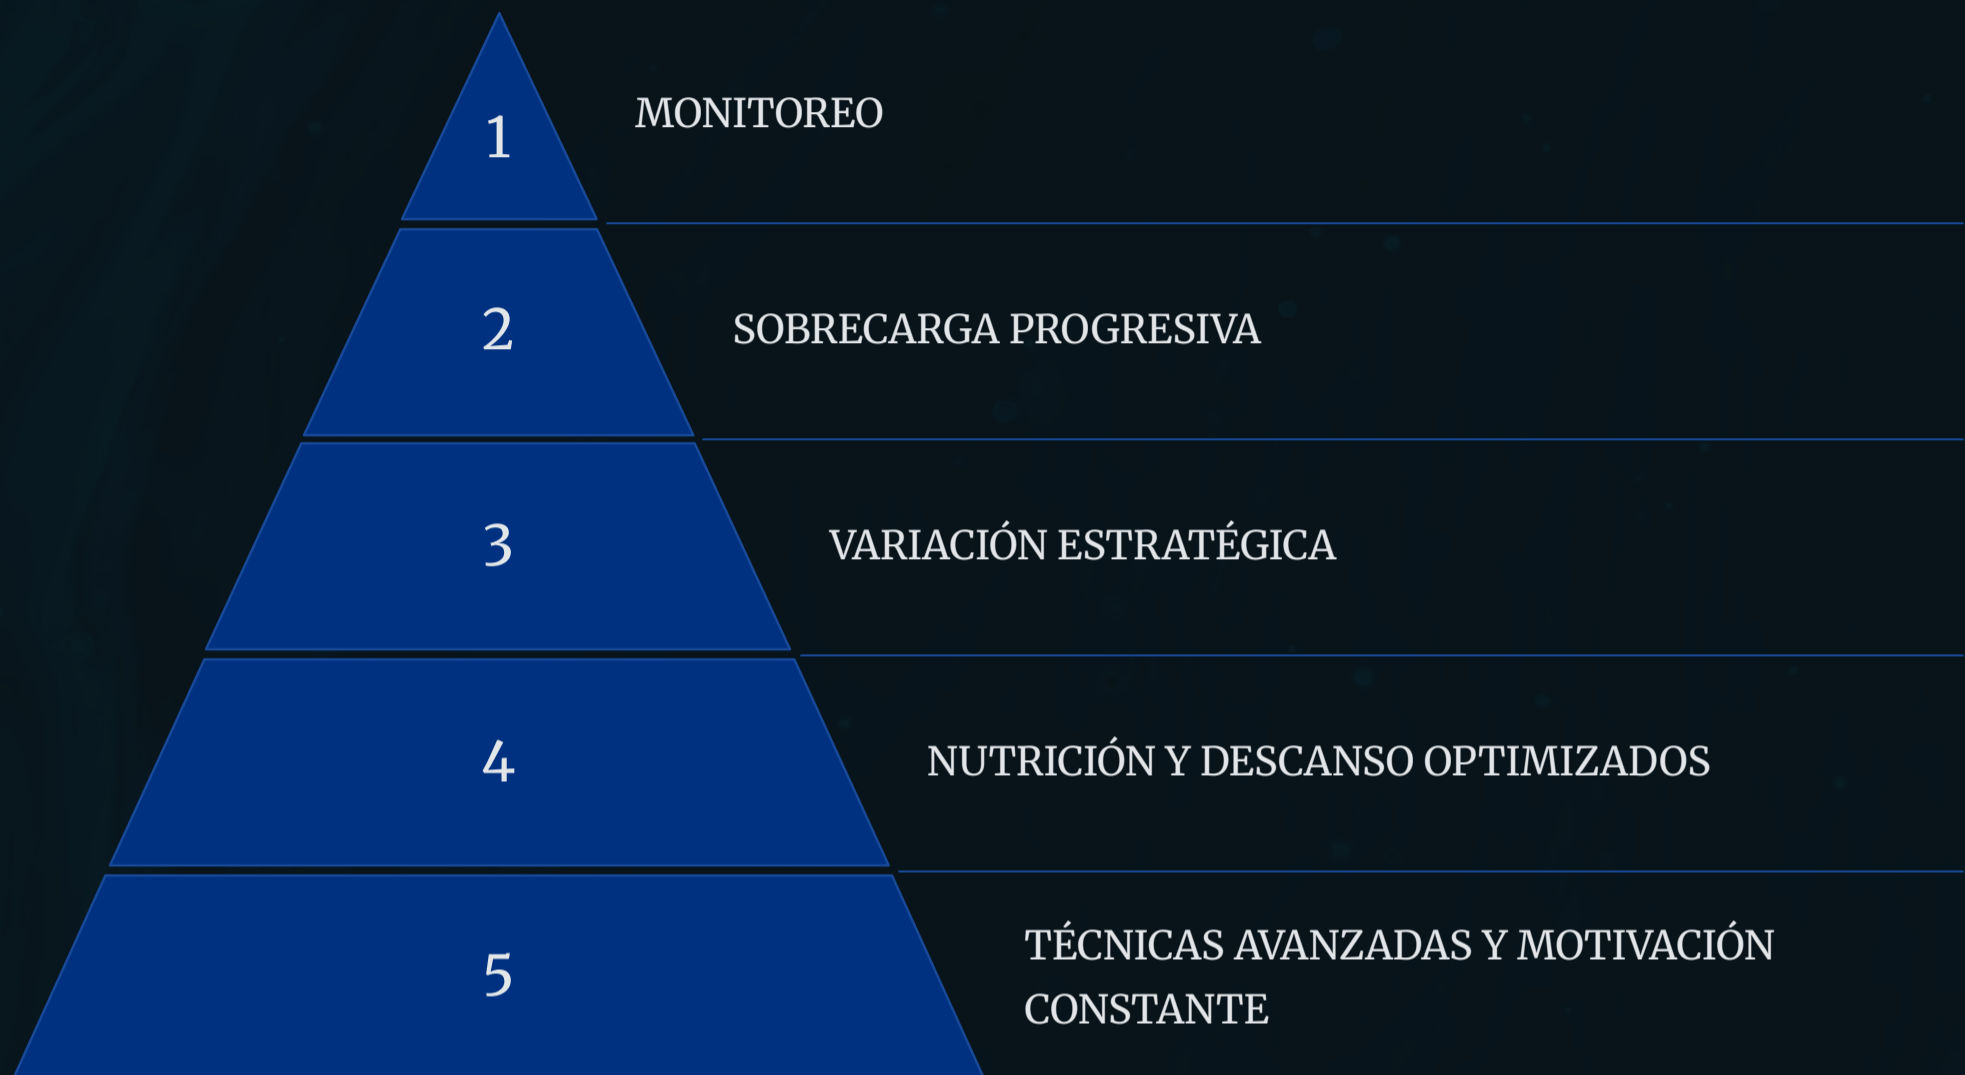 1
MONITOREO
2
SOBRECARGA PROGRESIVA
3
VARIACIÓN ESTRATÉGICA
4
NUTRICIÓN Y DESCANSO OPTIMIZADOS
5
TÉCNICAS AVANZADAS Y MOTIVACIÓN
CONSTANTE